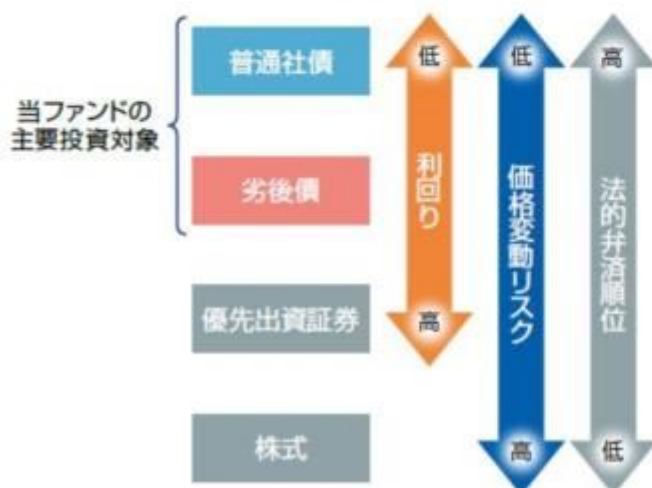 当ファンドの
主要投資対象
普通社債
劣後債
優先出資証券
株式
低
利回り
高
低
価格変動リスク
高
高
法的弁済順位
低